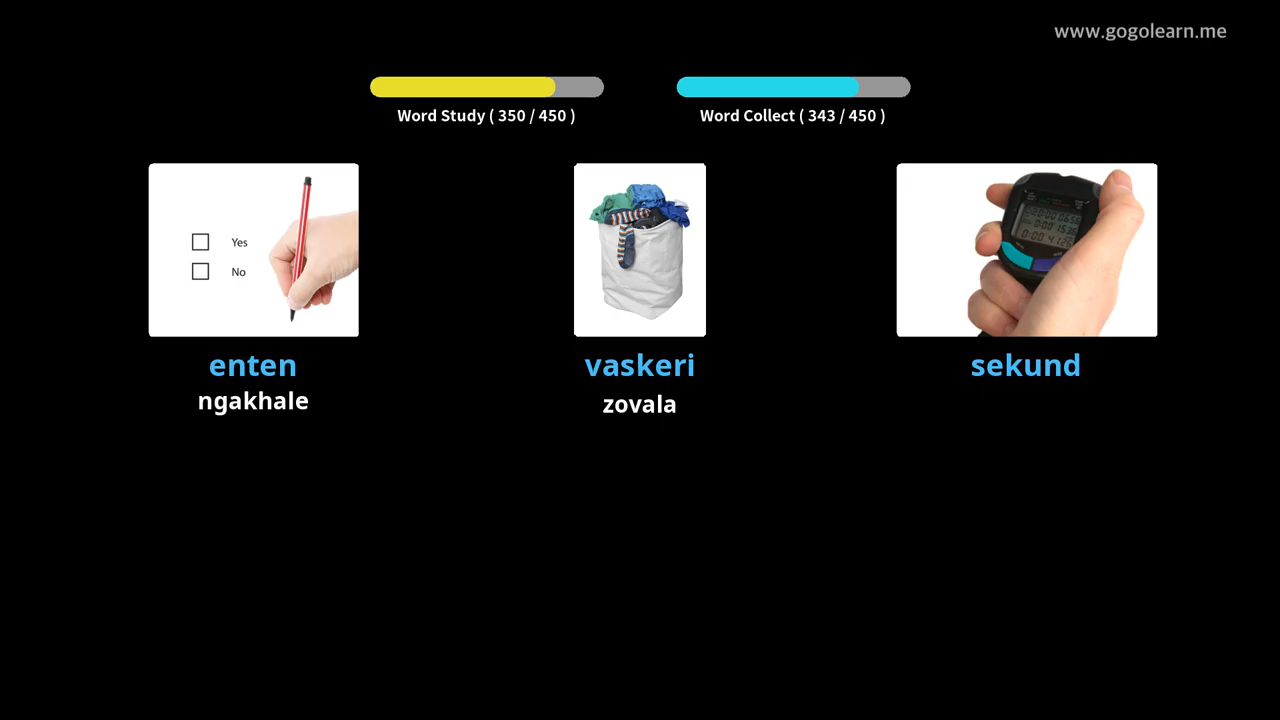 www.gogolearn.me
Word Study ( 350 / 450 )
Word Collect ( 343 / 450 )
Yes
No
enten
ngakhale
vaskeri
zovala
sekund